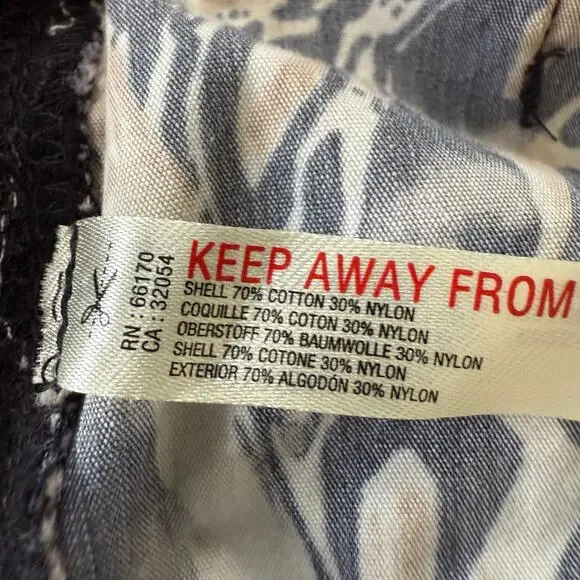 RN : 66170
CA : 32054
KEEP AWAY FROM
SHELL 70% COTTON 30% NYLON
COQUILLE 70% COTON 30% NYLON
OBERSTOFF 70% BAUMWOLLE 30% NYLON
SHELL 70% COTONE 30% NYLON
EXTERIOR 70% ALGODÓN 30% NYLON